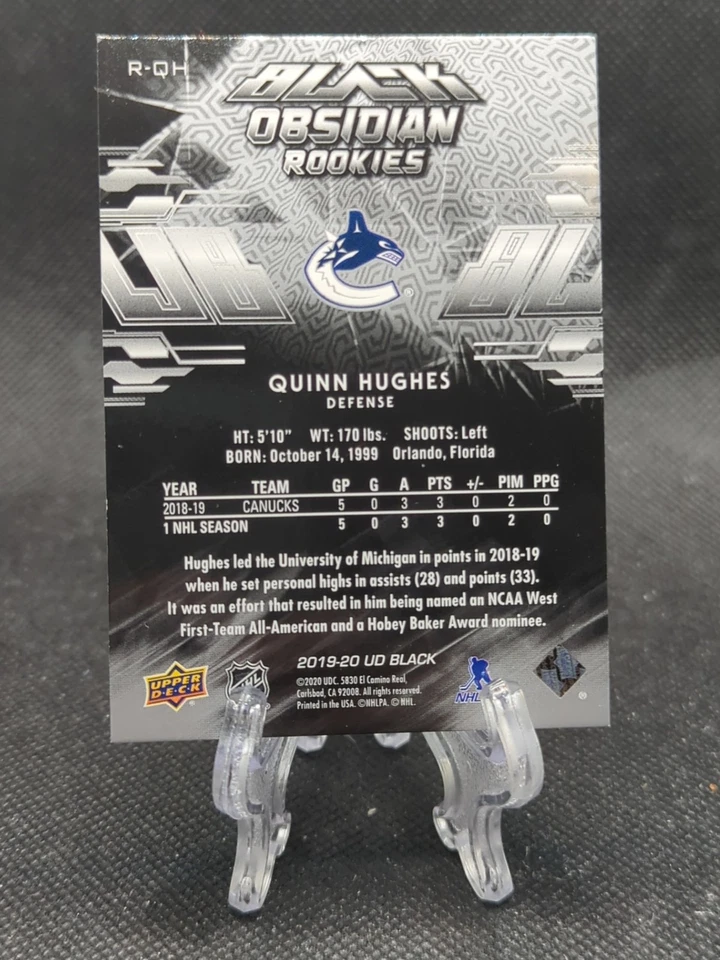 R-QH
BLACK
OBSIDIAN
ROOKIES
UB BL
®
QUINN HUGHES
DEFENSE
HT: 5'10" WT: 170 lbs. SHOOTS: Left
BORN: October 14, 1999 Orlando, Florida
YEAR TEAM GP G A PTS +/- PIM PPG
2018-19 CANUCKS 5 0 3 3 0 2 0
1 NHL SEASON 5 0 3 3 0 2 0
Hughes led the University of Michigan in points in 2018-19
when he set personal highs in assists (28) and points (33).
It was an effort that resulted in him being named an NCAA West
First-Team All-American and a Hobey Baker Award nominee.
2019-20 UD BLACK
UPPER
DECK
NHL
©2020 UDC. 5830 El Camino Real,
Carlsbad, CA 92008. All rights reserved.
Printed in the USA. ©NHLPA. ©NHL.
NHL
®